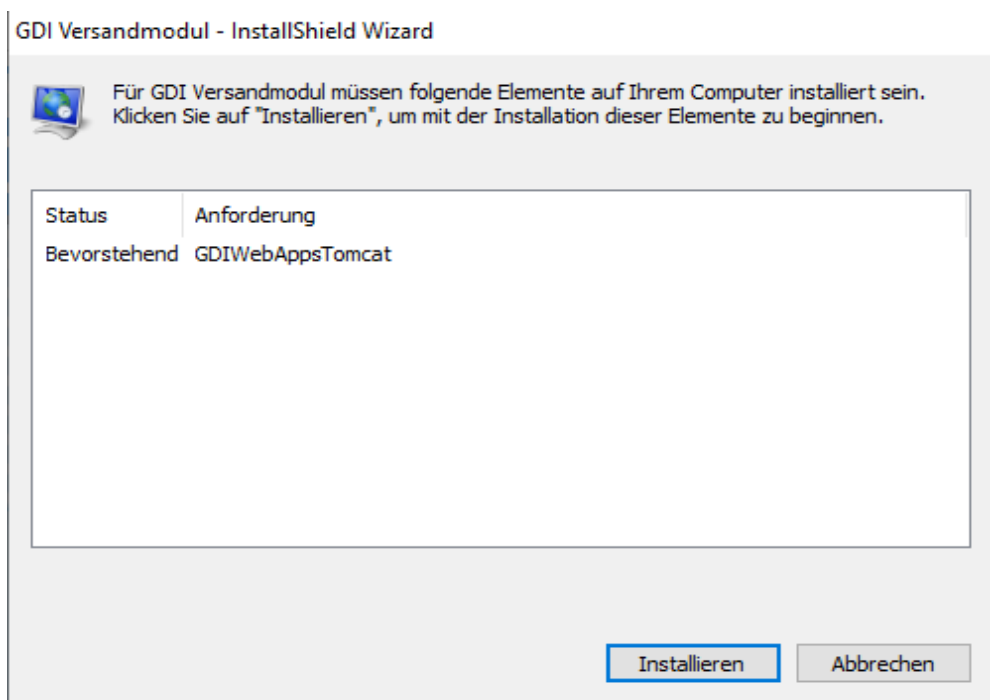 GDI Versandmodul - InstallShield Wizard
Für GDI Versandmodul müssen folgende Elemente auf Ihrem Computer installiert sein.
Klicken Sie auf "Installieren", um mit der Installation dieser Elemente zu beginnen.
Status Anforderung
Bevorstehend GDIWebAppsTomcat
Installieren Abbrechen